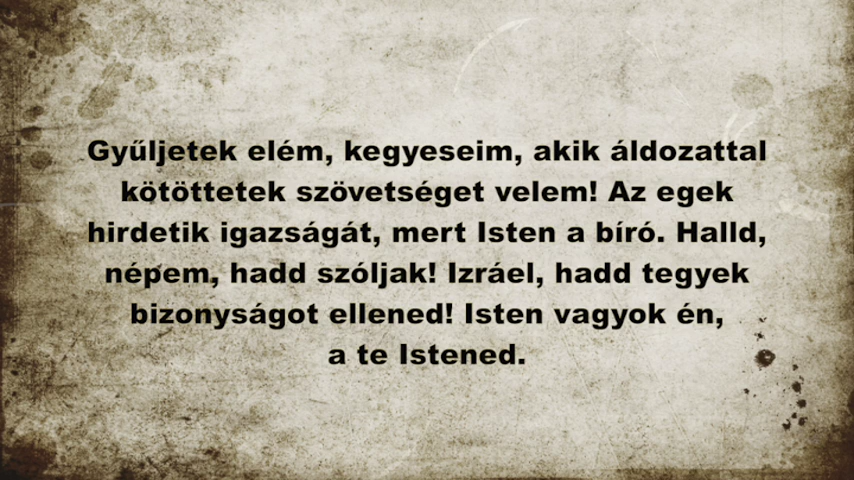 Gyűljetek elém, kegyeseim, akik áldozattal
kötöttetek szövetséget velem! Az egek
hirdetik igazságát, mert Isten a bíró. Halld,
népem, hadd szóljak! Izráel, hadd tegyek
bizonyságot ellened! Isten vagyok én,
a te Istened.